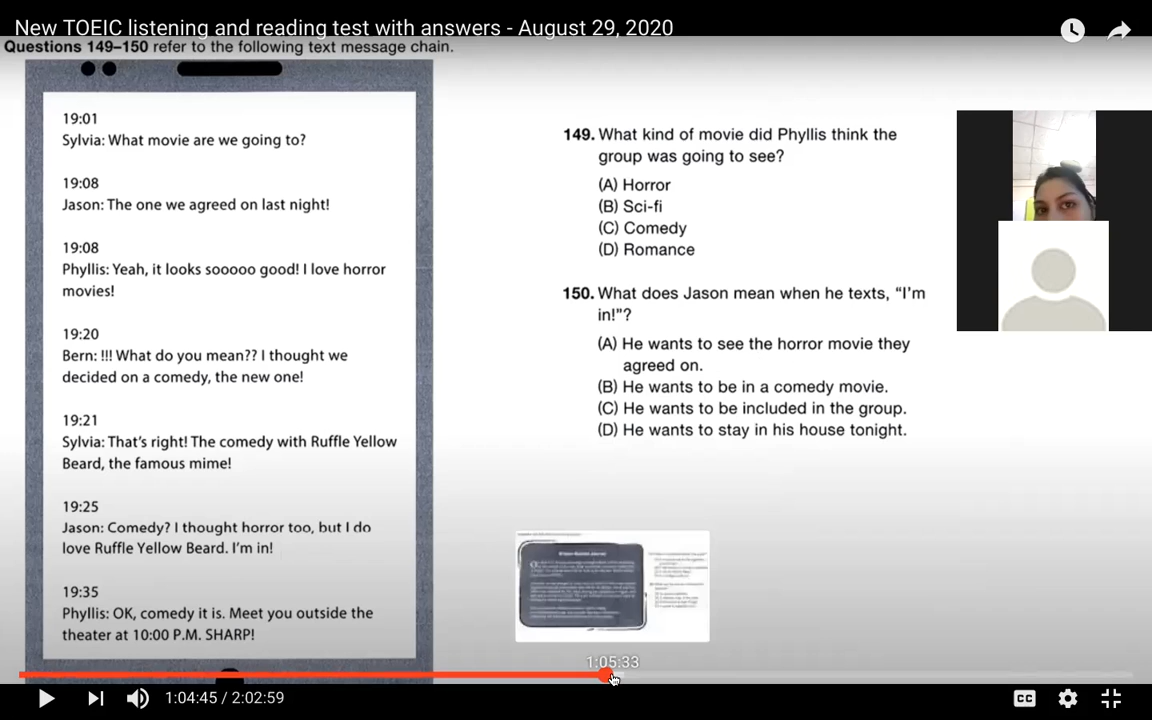 New TOEIC listening and reading test with answers - August 29, 2020
Questions 149–150 refer to the following text message chain.
19:01
Sylvia: What movie are we going to?
19:08
Jason: The one we agreed on last night!
19:08
Phyllis: Yeah, it looks sooooo good! I love horror
movies!
19:20
Bern: !!! What do you mean?? I thought we
decided on a comedy, the new one!
19:21
Sylvia: That's right! The comedy with Ruffle Yellow
Beard, the famous mime!
19:25
Jason: Comedy? I thought horror too, but I do
love Ruffle Yellow Beard. I'm in!
19:35
Phyllis: OK, comedy it is. Meet you outside the
theater at 10:00 P.M. SHARP!
149. What kind of movie did Phyllis think the
group was going to see?
(A) Horror
(B) Sci-fi
(C) Comedy
(D) Romance
150. What does Jason mean when he texts, “I'm
in!”?
(A) He wants to see the horror movie they
agreed on.
(B) He wants to be in a comedy movie.
(C) He wants to be included in the group.
(D) He wants to stay in his house tonight.
1:05:33
1:04:45 / 2:02:59
CC